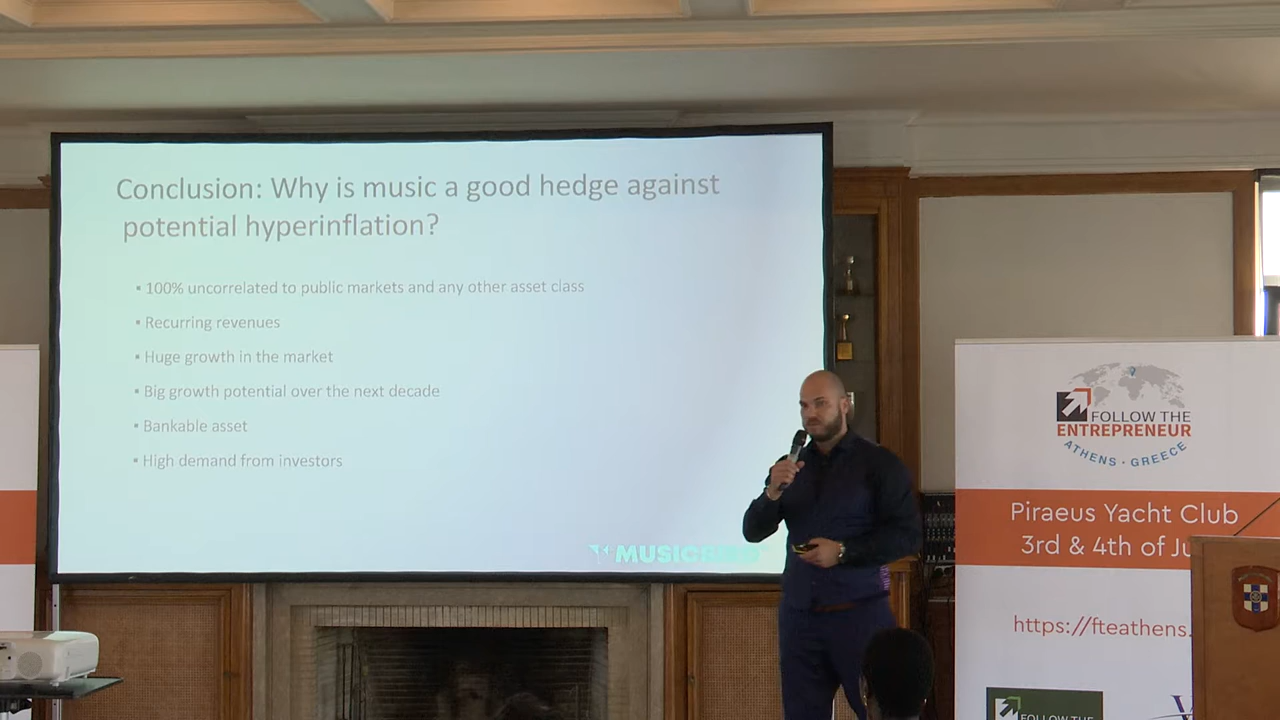 Conclusion: Why is music a good hedge against
potential hyperinflation?
▪ 100% uncorrelated to public markets and any other asset class
▪ Recurring revenues
▪ Huge growth in the market
▪ Big growth potential over the next decade
▪ Bankable asset
▪ High demand from investors
FOLLOW THE
ENTREPRENEUR
ATHENS · GREECE
Piraeus Yacht Club
3rd & 4th of Ju
https://fteathens.
FOLLOW THE